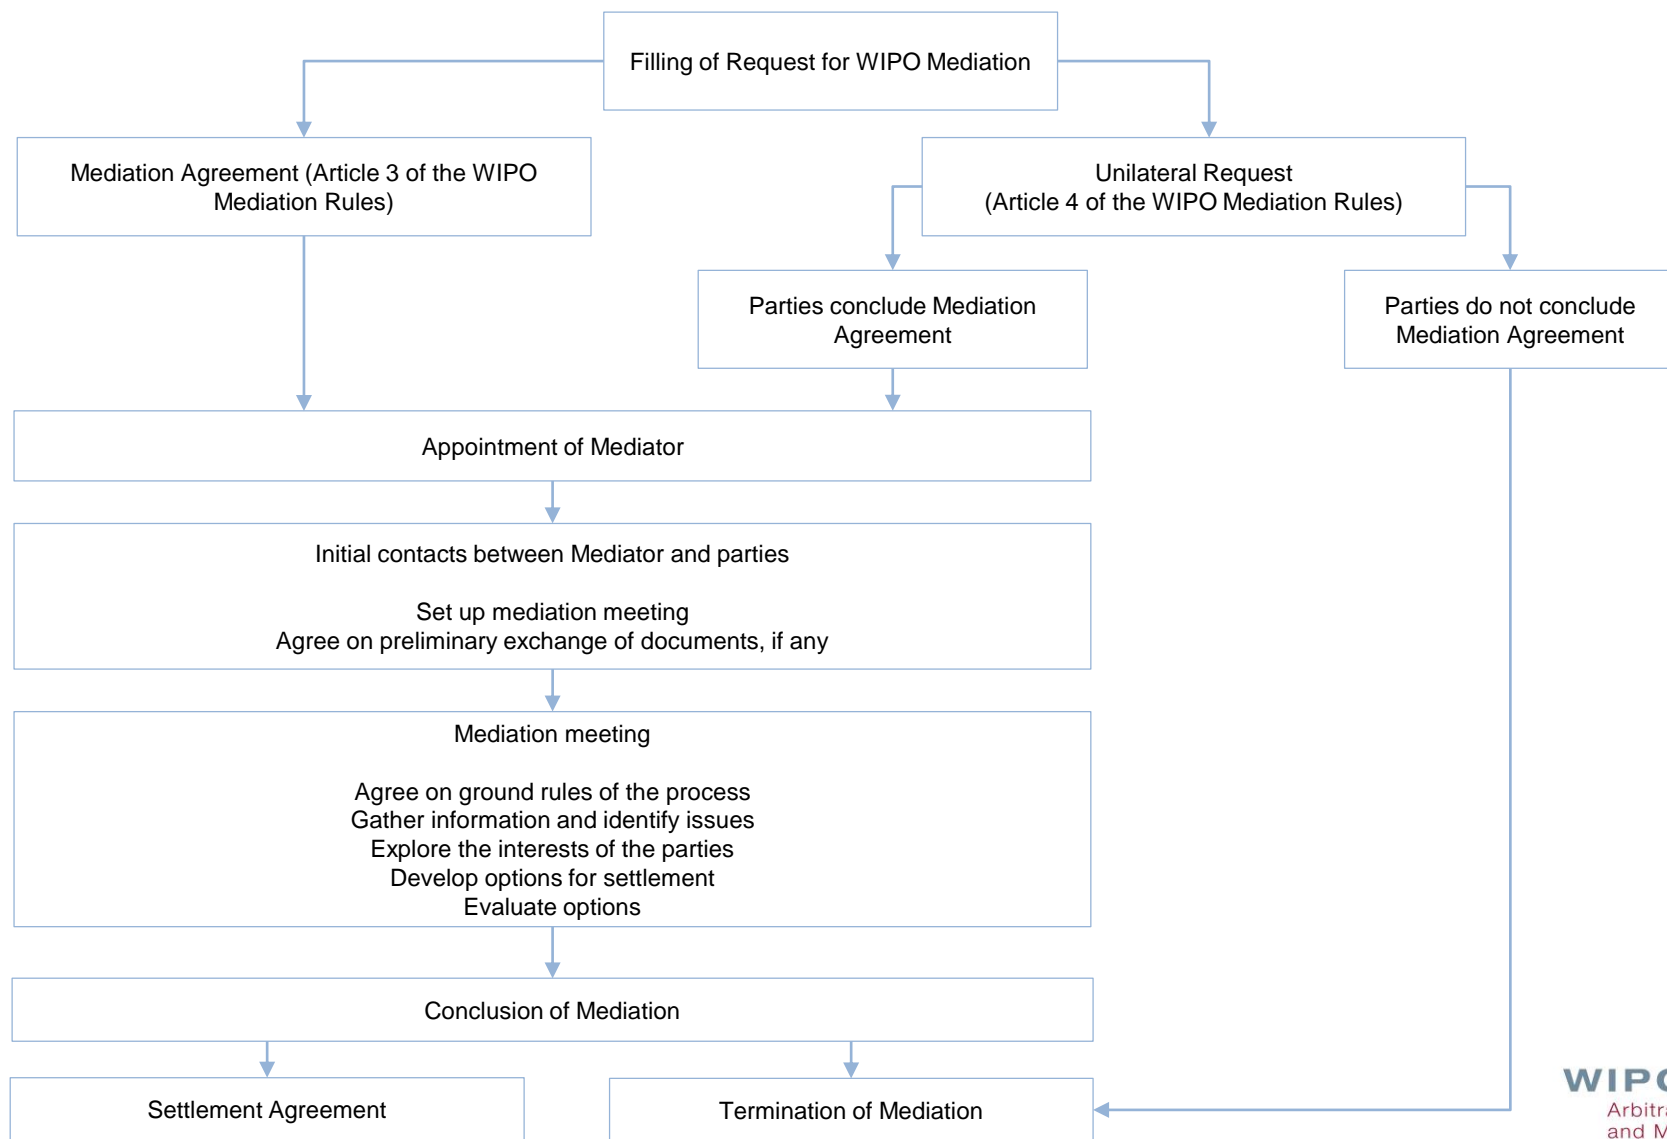 Filling of Request for WIPO Mediation
Mediation Agreement (Article 3 of the WIPO
Mediation Rules)
Unilateral Request
(Article 4 of the WIPO Mediation Rules)
Parties conclude Mediation
Agreement
Parties do not conclude
Mediation Agreement
Appointment of Mediator
Initial contacts between Mediator and parties
Set up mediation meeting
Agree on preliminary exchange of documents, if any
Mediation meeting
Agree on ground rules of the process
Gather information and identify issues
Explore the interests of the parties
Develop options for settlement
Evaluate options
Conclusion of Mediation
Settlement Agreement
Termination of Mediation
WIPO
and